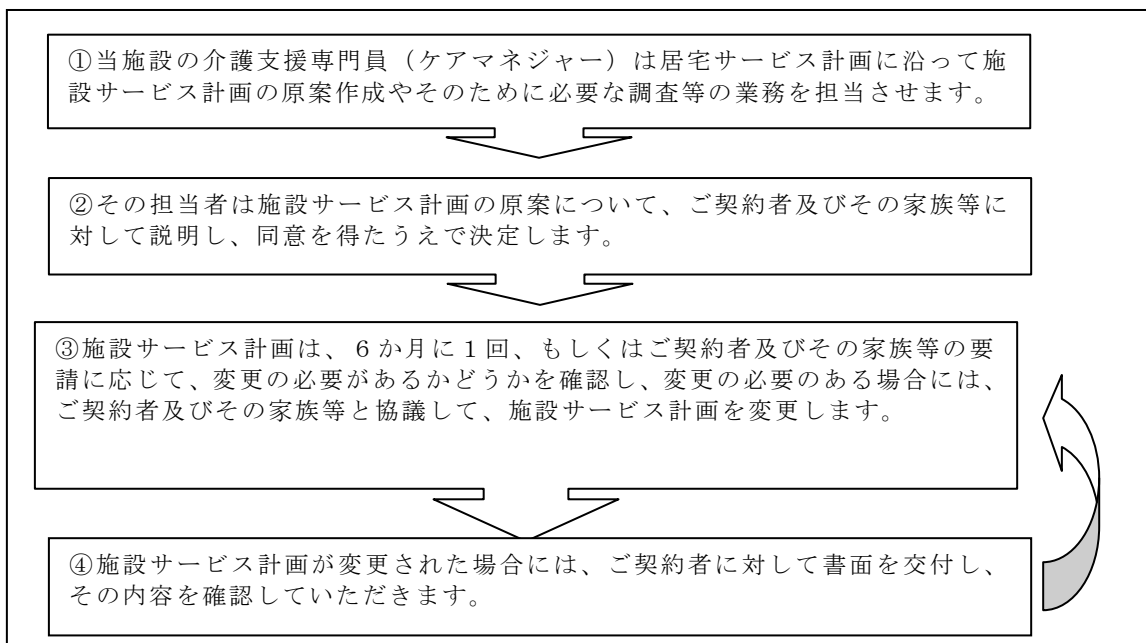 ①当施設の介護支援専門員（ケアマネジャー）は居宅サービス計画に沿って施
設サービス計画の原案作成やそのために必要な調査等の業務を担当させます。
②その担当者は施設サービス計画の原案について、ご契約者及びその家族等に
対して説明し、同意を得たうえで決定します。
③施設サービス計画は、６か月に１回、もしくはご契約者及びその家族等の要
請に応じて、変更の必要があるかどうかを確認し、変更の必要のある場合には、
ご契約者及びその家族等と協議して、施設サービス計画を変更します。
④施設サービス計画が変更された場合には、ご契約者に対して書面を交付し、
その内容を確認していただきます。